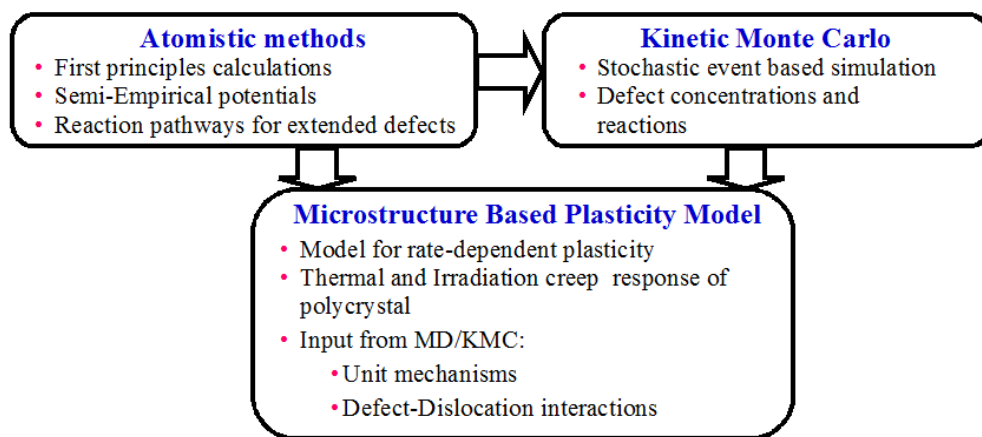 Atomistic methods
• First principles calculations
• Semi-Empirical potentials
• Reaction pathways for extended defects
Kinetic Monte Carlo
• Stochastic event based simulation
• Defect concentrations and
reactions
Microstructure Based Plasticity Model
• Model for rate-dependent plasticity
• Thermal and Irradiation creep response of
polycrystal
• Input from MD/KMC:
• Unit mechanisms
• Defect-Dislocation interactions